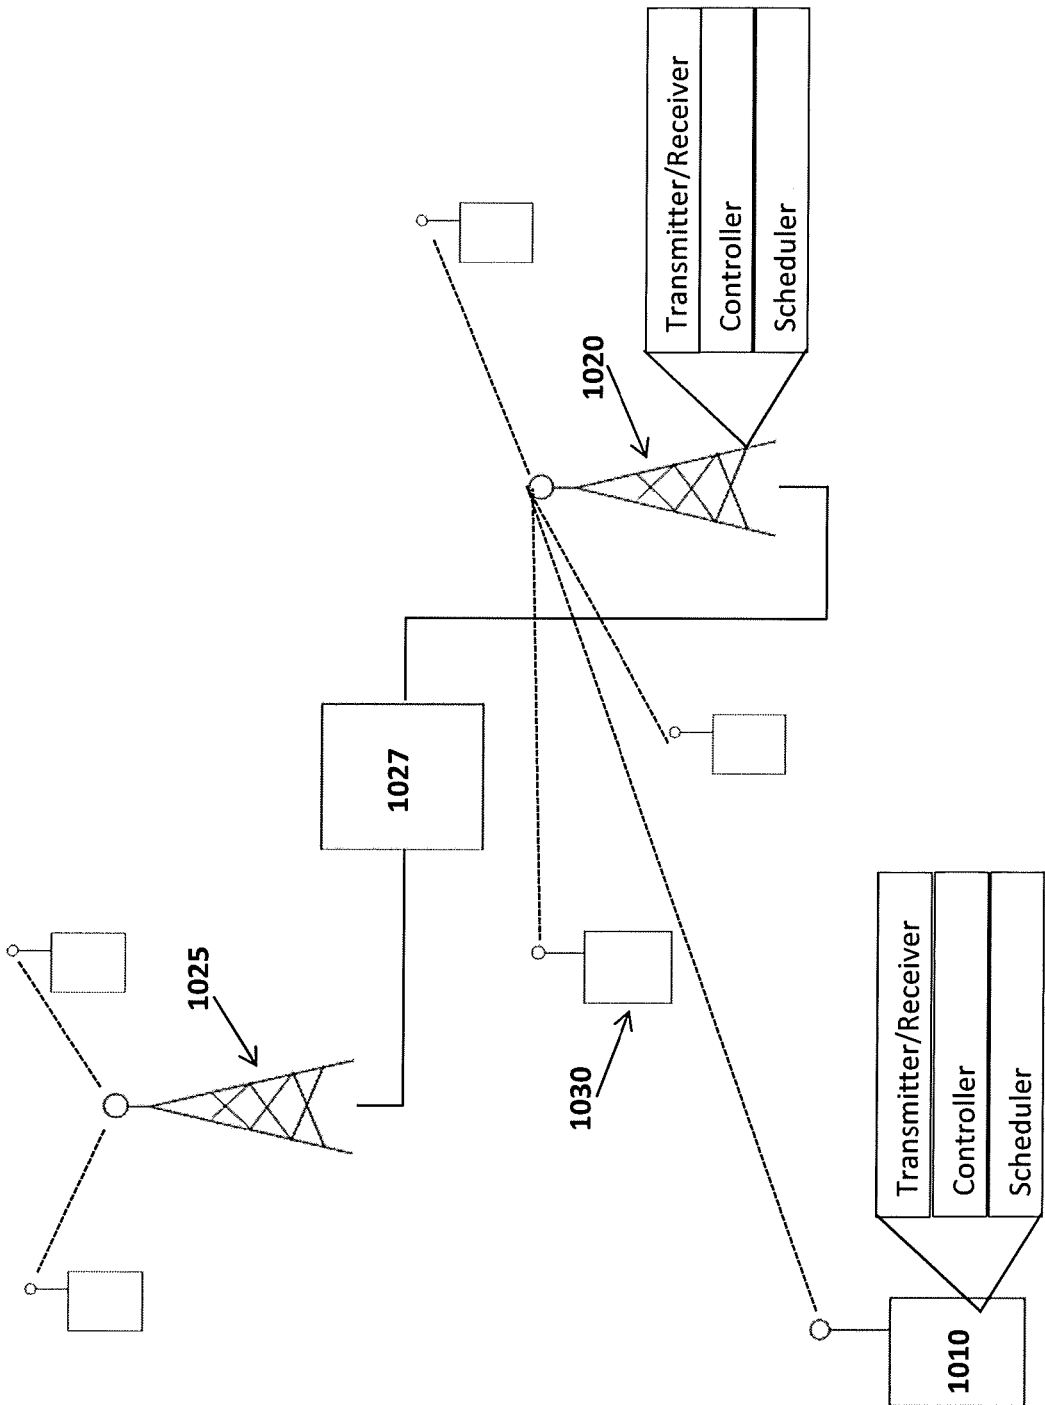 1025
1027
1020
Transmitter/Receiver
Controller
Scheduler
1030
1010
Transmitter/Receiver
Controller
Scheduler